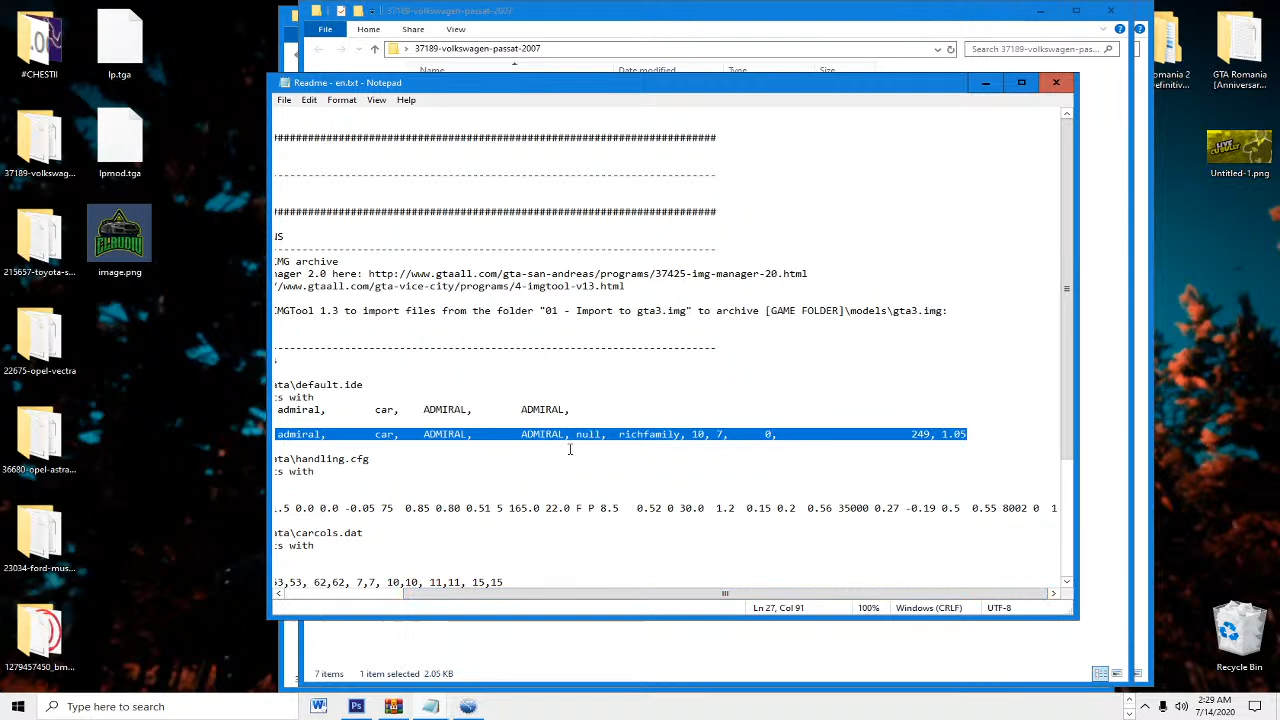 37189-volkswagen-passat-2007
File
Home
Share
View
37189-volkswagen-passat-2007
Search 37189-volkswagen-pas...
Name
Date modified
Type
Size
Readme - en.txt - Notepad
File
Edit
Format
View
Help
IMG archive
nager 2.0 here: http://www.gtaall.com/gta-san-andreas/programs/37425-img-manager-20.html
//www.gtaall.com/gta-vice-city/programs/4-imgtool-v13.html
IMGTool 1.3 to import files from the folder "01 - Import to gta3.img" to archive [GAME FOLDER]\models\gta3.img:
ata\default.ide
ts with
admiral, car, ADMIRAL, ADMIRAL,
admiral, car, ADMIRAL, ADMIRAL, null, richfamily, 10, 7, 0, 249, 1.05
ata\handling.cfg
ts with
1.5 0.0 0.0 -0.05 75 0.85 0.80 0.51 5 165.0 22.0 F P 8.5 0.52 0 30.0 1.2 0.15 0.2 0.56 35000 0.27 -0.19 0.5 0.55 8002 0 1
ata\carcols.dat
ts with
53,53, 62,62, 7,7, 10,10, 11,11, 15,15
Ln 27, Col 91
100%
Windows (CRLF)
UTF-8
7 items
1 item selected 2.05 KB
#CHESTII
lp.tga
37189-volkswag...
lpmod.tga
215657-toyota-s...
image.png
22675-opel-vectra
36680-opel-astra...
23034-ford-mus...
1279457450_bm...
GTA Romania
[Anniversar...
LIVE
CU BULLY
Untitled-1.png
Recycle Bin
Type here to search
2:29 AM
7/14/2020